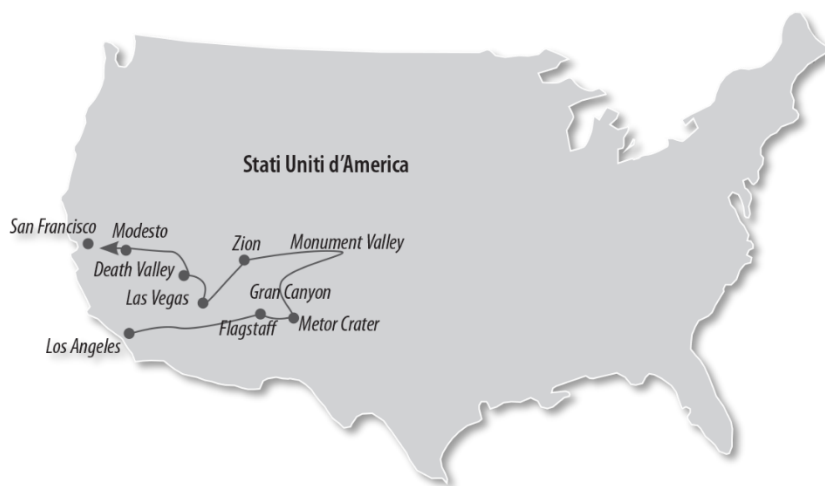 Stati Uniti d'America
San Francisco
Modesto
Zion
Monument Valley
Death Valley
Las Vegas
Gran Canyon
Flagstaff
Metor Crater
Los Angeles